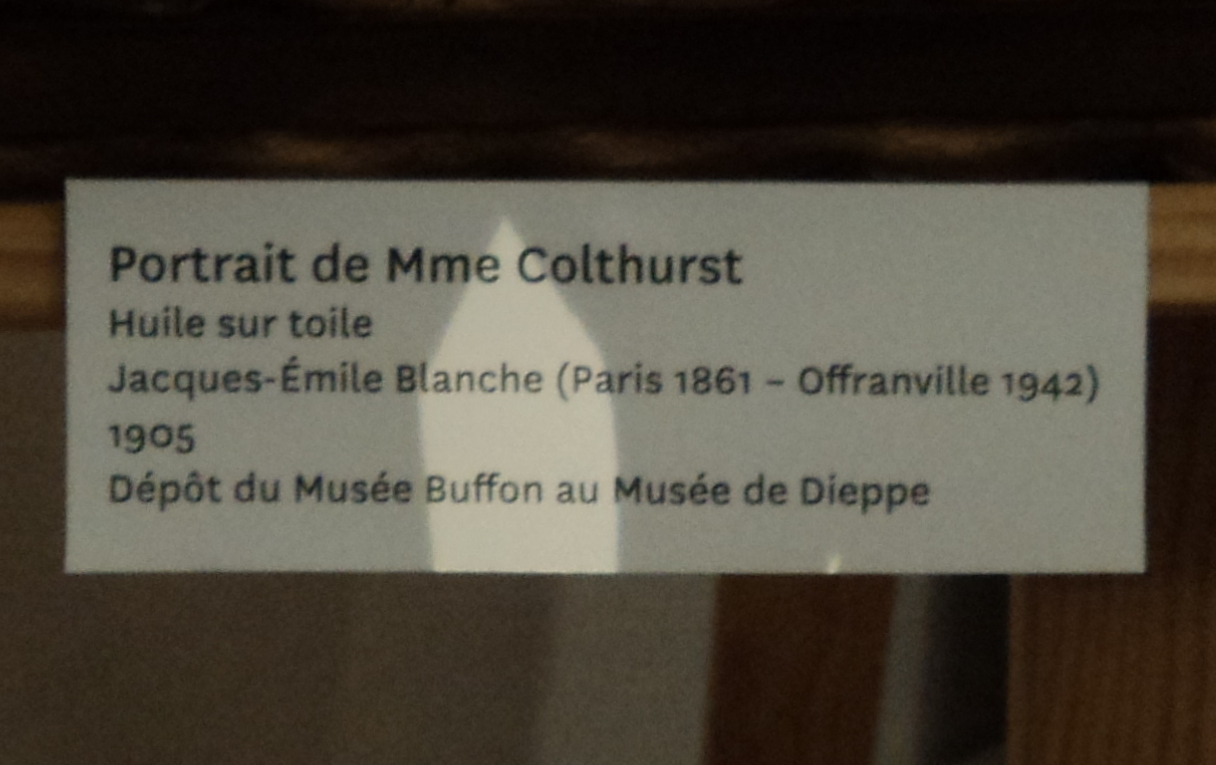 Portrait de Mme Colthurst
Huile sur toile
Jacques-Émile Blanche (Paris 1861 – Offranville 1942)
1905
Dépôt du Musée Buffon au Musée de Dieppe